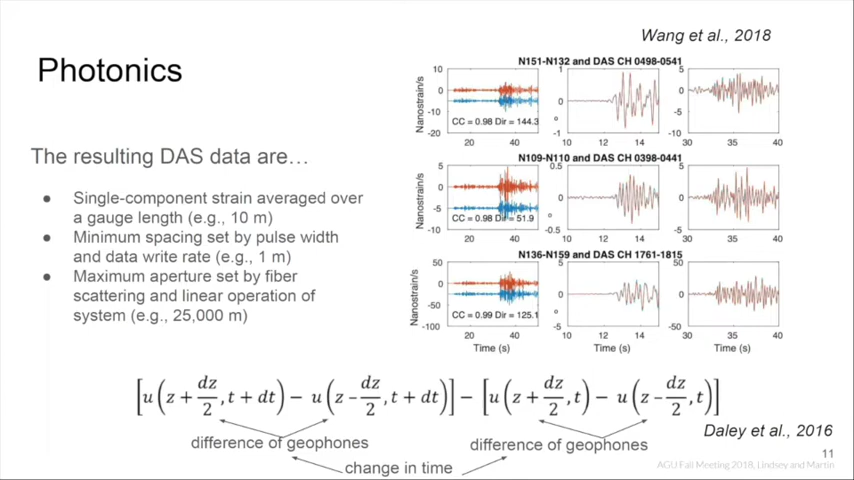 Wang et al., 2018
Photonics
The resulting DAS data are…
● Single-component strain averaged over
a gauge length (e.g., 10 m)
● Minimum spacing set by pulse width
and data write rate (e.g., 1 m)
● Maximum aperture set by fiber
scattering and linear operation of
system (e.g., 25,000 m)
N151-N132 and DAS CH 0498-0541
Nanostrain/s
10
0
-10
-20
CC = 0.98 Dir = 144.3
20 40
1
0
-1
10 12 14
5
0
-5
-10
30 35 40
N109-N110 and DAS CH 0398-0441
Nanostrain/s
5
0
-5
-10
CC = 0.98 Dir = 51.9
20 40
0.5
0
-0.5
10 12 14
5
0
-5
30 35 40
N136-N159 and DAS CH 1761-1815
Nanostrain/s
50
0
-50
-100
CC = 0.99 Dir = 125.1
20 40
Time (s)
5
0
-5
10 12 14
Time (s)
50
0
-50
30 35 40
Time (s)
[u(z + dz/2, t + dt) − u(z − dz/2, t + dt)] − [u(z + dz/2, t) − u(z − dz/2, t)]
difference of geophones difference of geophones
change in time
Daley et al., 2016
11
AGU Fall Meeting 2018, Lindsey and Martin